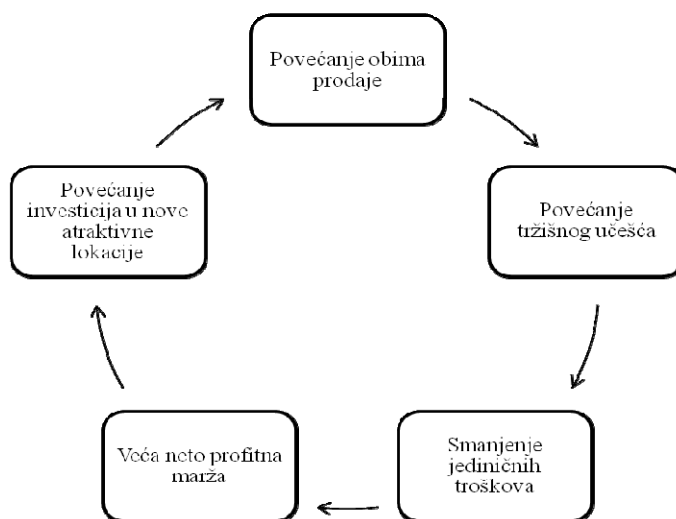 Povećanje obima
prodaje
Povećanje
tržišnog učešća
Smanjenje
jediničnih
troškova
Veća neto profitna
marža
Povećanje
investicija u nove
atraktivne
lokacije